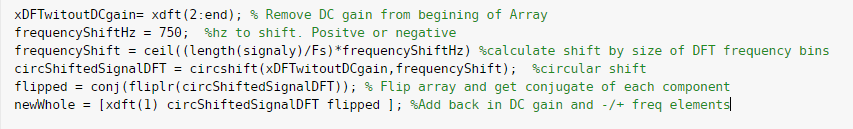 xDFTwitoutDCgain= xdft(2:end); % Remove DC gain from begining of Array
frequencyShiftHz = 750;  %hz to shift. Positve or negative
frequencyShift = ceil((length(signaly)/Fs)*frequencyShiftHz) %calculate shift by size of DFT frequency bins
circShiftedSignalDFT = circshift(xDFTwitoutDCgain,frequencyShift);  %circular shift
flipped = conj(fliplr(circShiftedSignalDFT)); % Flip array and get conjugate of each component
newWhole = [xdft(1) circShiftedSignalDFT flipped ]; %Add back in DC gain and -/+ freq elements